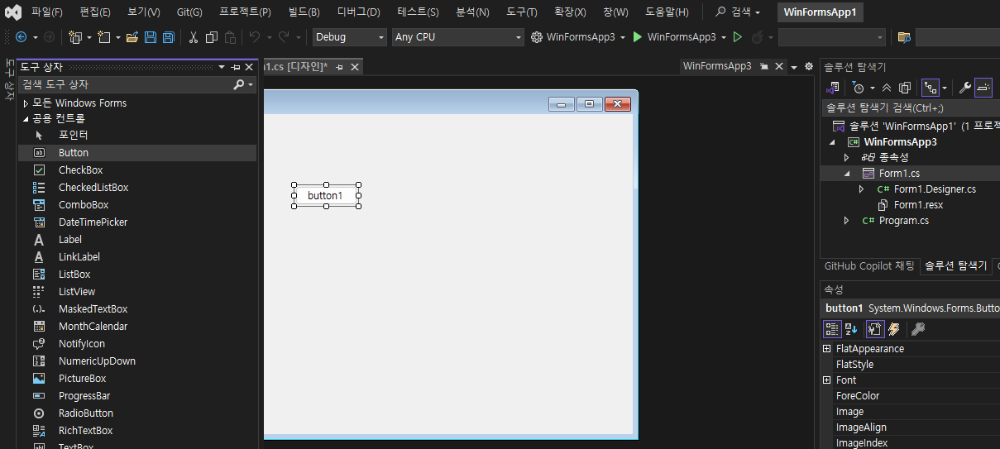 파일(F) 편집(E) 보기(V) Git(G) 프로젝트(P) 빌드(B) 디버그(D) 테스트(S) 분석(N) 도구(T) 확장(X) 창(W) 도움말(H) 검색 WinFormsApp1
Debug Any CPU WinFormsApp3 WinFormsApp3
도구 상자
도구 상자
n1.cs [디자인]*
WinFormsApp3
검색 도구 상자
모든 Windows Forms
공용 컨트롤
포인터
Button
CheckBox
CheckedListBox
ComboBox
DateTimePicker
Label
LinkLabel
ListBox
ListView
MaskedTextBox
MonthCalendar
NotifyIcon
NumericUpDown
PictureBox
ProgressBar
RadioButton
RichTextBox
TextBox
button1
솔루션 탐색기
솔루션 탐색기 검색(Ctrl+;)
솔루션 'WinFormsApp1' (1 프로젝
WinFormsApp3
종속성
Form1.cs
C# Form1.Designer.cs
Form1.resx
C# Program.cs
GitHub Copilot 채팅 솔루션 탐색기
속성
button1 System.Windows.Forms.Butto
FlatAppearance
FlatStyle
Font
ForeColor
Image
ImageAlign
ImageIndex